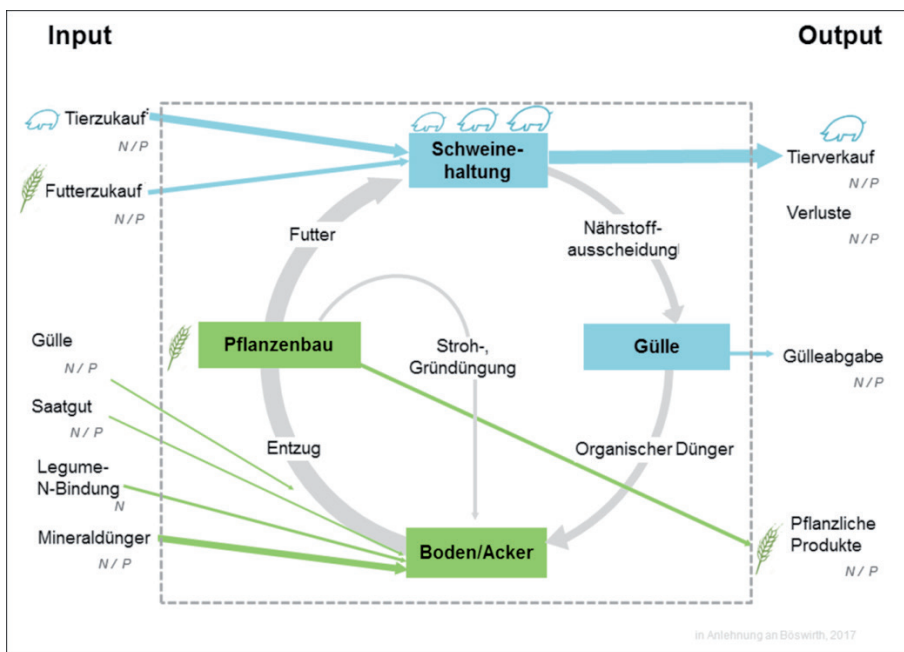 Input
Output
Tierzukauf
N / P
Futterzukauf
N / P
Schweine-
haltung
Tierverkauf
N / P
Verluste
N / P
Futter
Nährstoff-
ausscheidung
Gülle
N / P
Pflanzenbau
Stroh-,
Gründüngung
Gülle
Gülleabgabe
N / P
Saatgut
N / P
Entzug
Organischer Dünger
Legume-
N-Bindung
N
Mineraldünger
N / P
Boden/Acker
Pflanzliche
Produkte
N / P
in Anlehnung an Böswirth, 2017